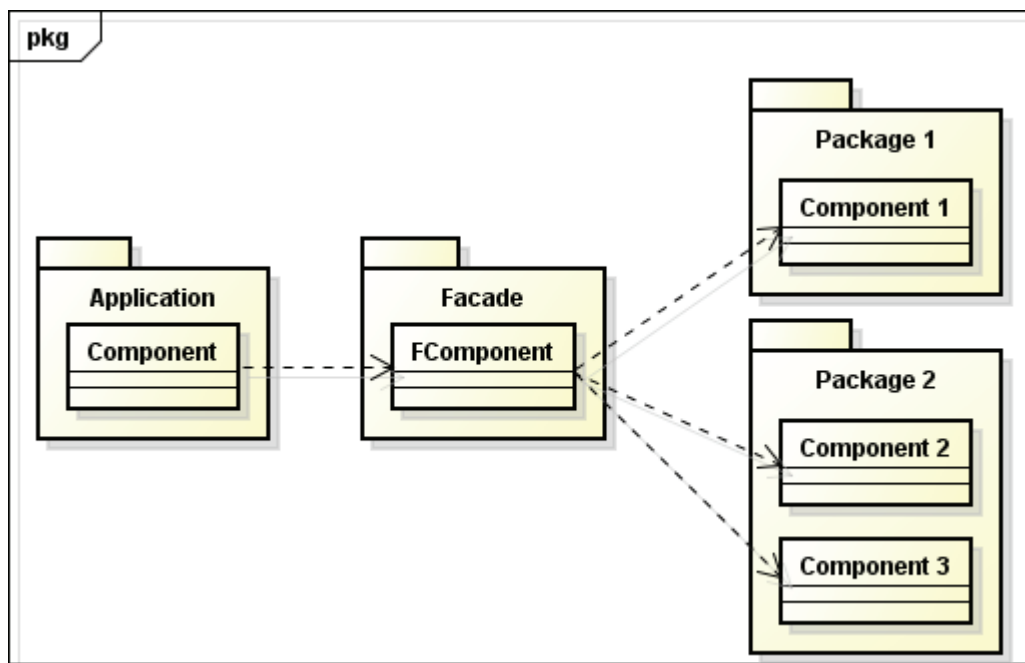 pkg
Application
Component
Facade
FComponent
Package 1
Component 1
Package 2
Component 2
Component 3